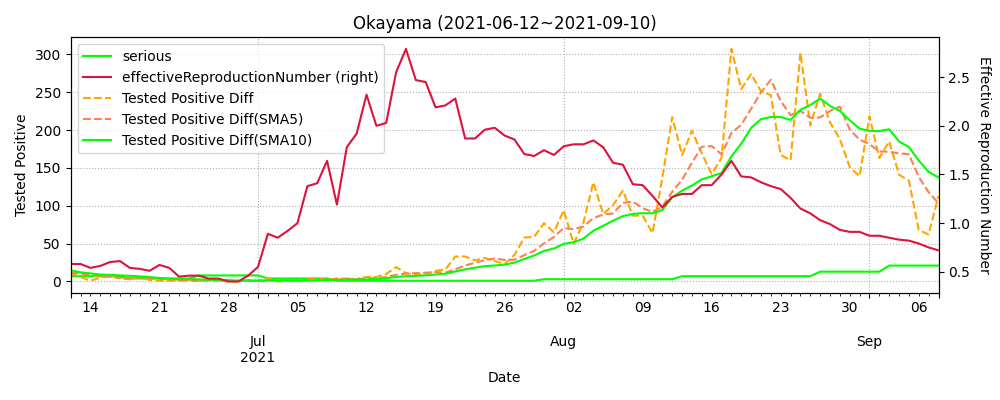 Okayama (2021-06-12~2021-09-10)
serious
effectiveReproductionNumber (right)
Tested Positive Diff
Tested Positive Diff(SMA5)
Tested Positive Diff(SMA10)
Tested Positive
300
250
200
150
100
50
0
Effective Reproduction Number
2.5
2.0
1.5
1.0
0.5
14 21 28 05 12 19 26 02 09 16 23 30 06
Jul Aug Sep
2021
Date